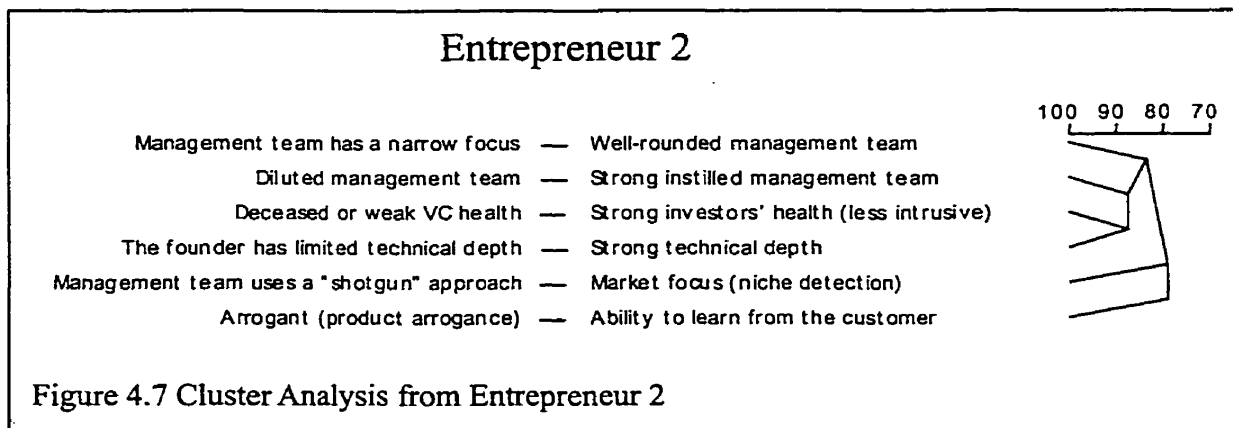 Entrepreneur 2
100 90 80 70
Management team has a narrow focus — Well-rounded management team
Diluted management team — Strong instilled management team
Deceased or weak VC health — Strong investors' health (less intrusive)
The founder has limited technical depth — Strong technical depth
Management team uses a "shotgun" approach — Market focus (niche detection)
Arrogant (product arrogance) — Ability to learn from the customer
Figure 4.7 Cluster Analysis from Entrepreneur 2